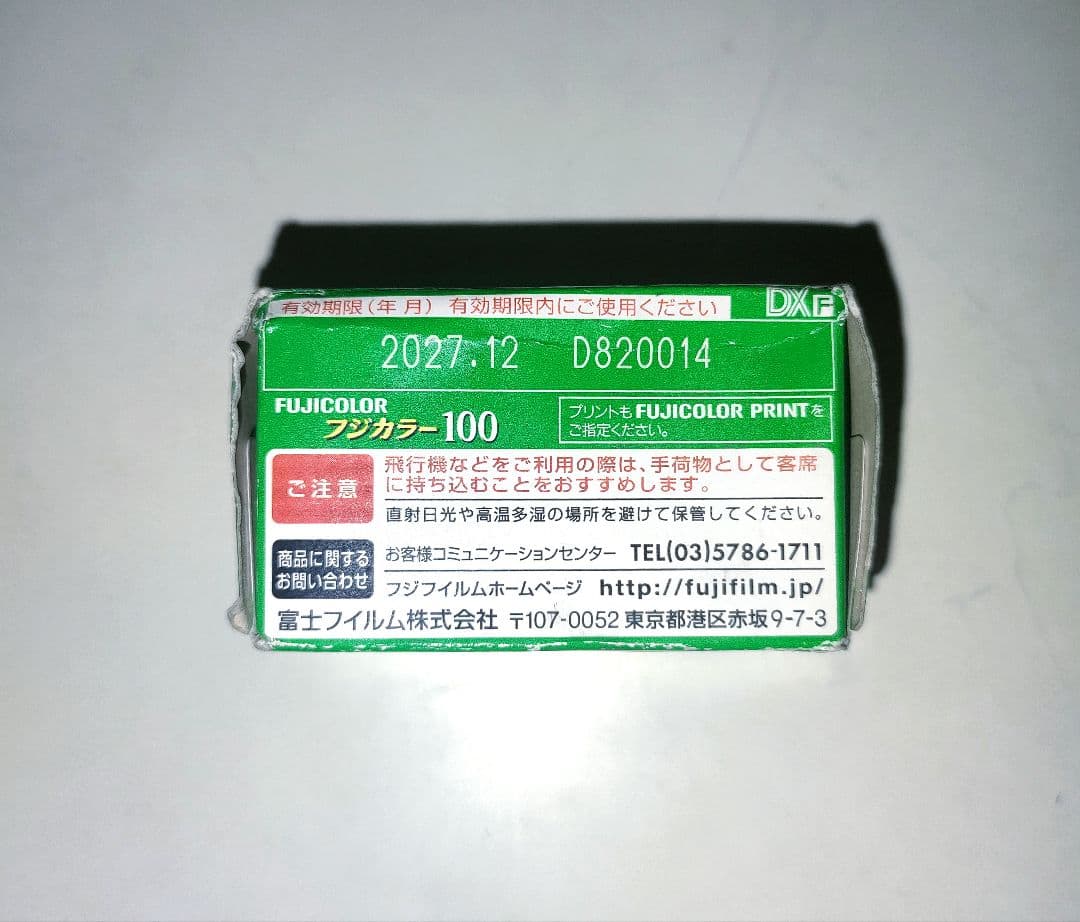 有効期限(年 月) 有効期限内にご使用ください
DX F
2027.12 D820014
FUJICOLOR
フジカラー100
プリントもFUJICOLOR PRINTを
ご指定ください。
ご注意
飛行機などをご利用の際は、手荷物として客席
に持ち込むことをおすすめします。
直射日光や高温多湿の場所を避けて保管してください。
商品に関する
お問い合わせ
お客様コミュニケーションセンター TEL(03)5786-1711
フジフイルムホームページ http://fujifilm.jp/
富士フイルム株式会社 〒107-0052 東京都港区赤坂9-7-3